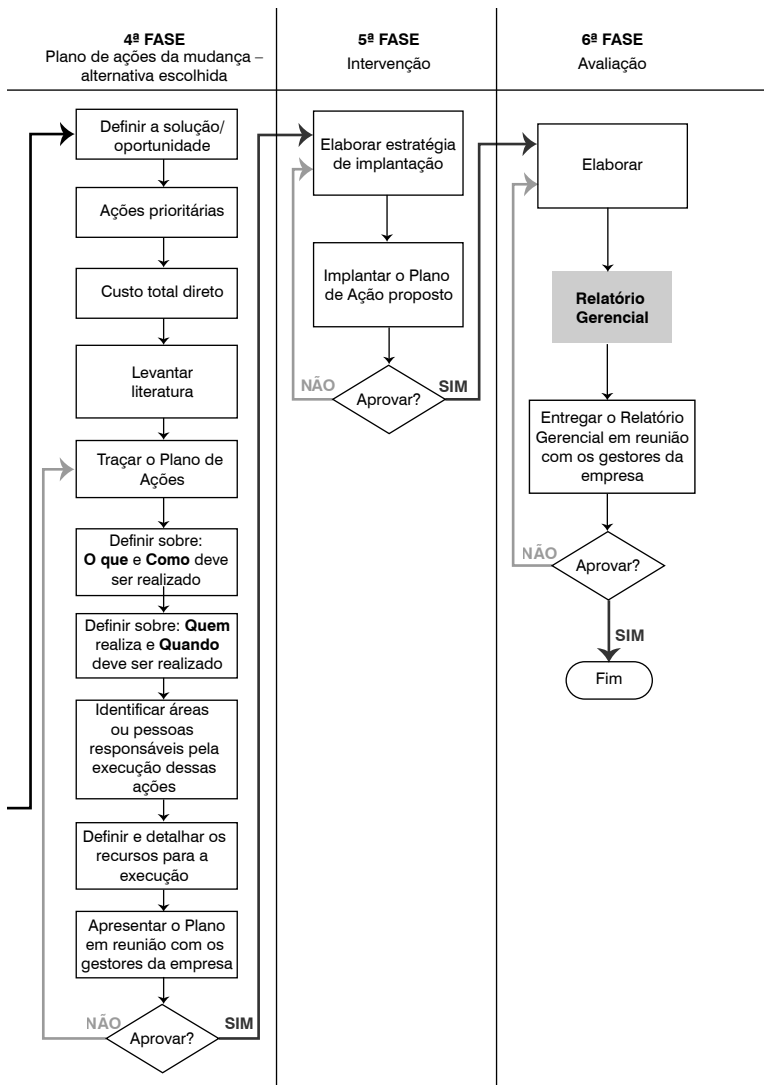 4ª FASE
Plano de ações da mudança –
alternativa escolhida
Definir a solução/
oportunidade
Ações prioritárias
Custo total direto
Levantar
literatura
Traçar o Plano de
Ações
Definir sobre:
O que e Como deve
ser realizado
Definir sobre: Quem
realiza e Quando
deve ser realizado
Identificar áreas
ou pessoas
responsáveis pela
execução dessas
ações
Definir e detalhar os
recursos para a
execução
Apresentar o Plano
em reunião com os
gestores da empresa
Aprovar?
NÃO
SIM
5ª FASE
Intervenção
Elaborar estratégia
de implantação
Implantar o Plano
de Ação proposto
Aprovar?
NÃO
SIM
6ª FASE
Avaliação
Elaborar
Relatório
Gerencial
Entregar o Relatório
Gerencial em reunião
com os gestores da
empresa
Aprovar?
NÃO
SIM
Fim